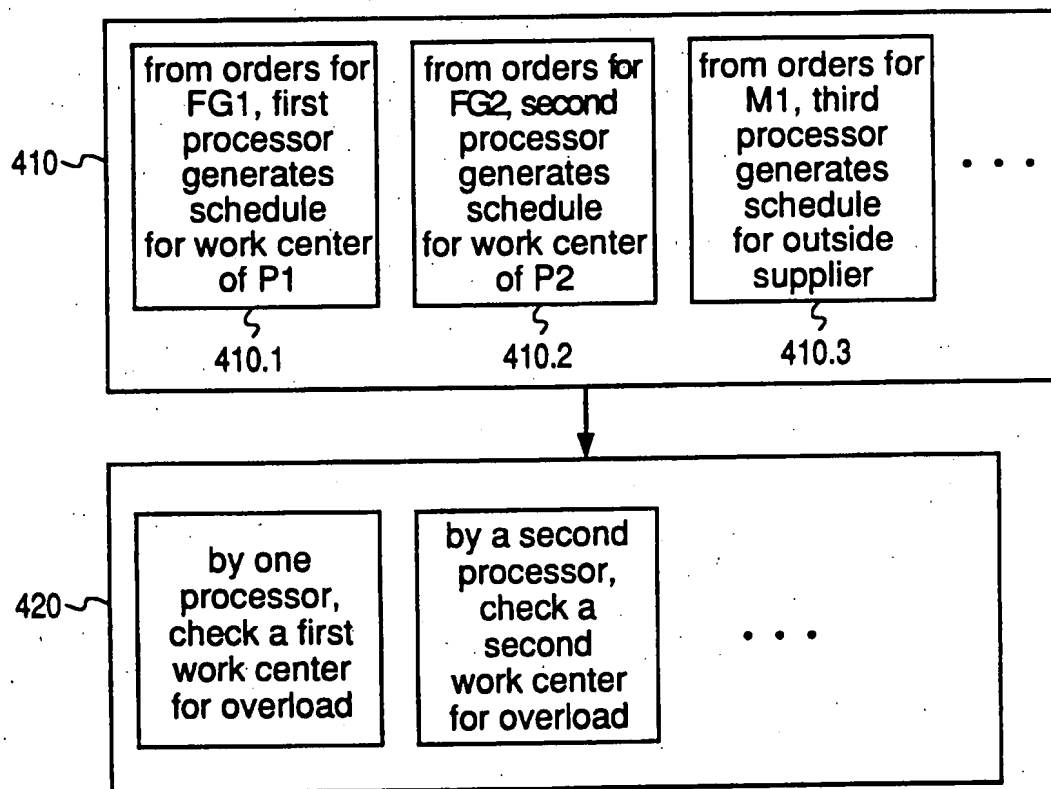 from orders for
FG1, first
processor
generates
schedule
for work center
of P1
410.1
from orders for
FG2, second
processor
generates
schedule
for work center
of P2
410.2
from orders for
M1, third
processor
generates
schedule
for outside
supplier
410.3
. . .
410
by one
processor,
check a first
work center
for overload
by a second
processor,
check a
second
work center
for overload
. . .
420